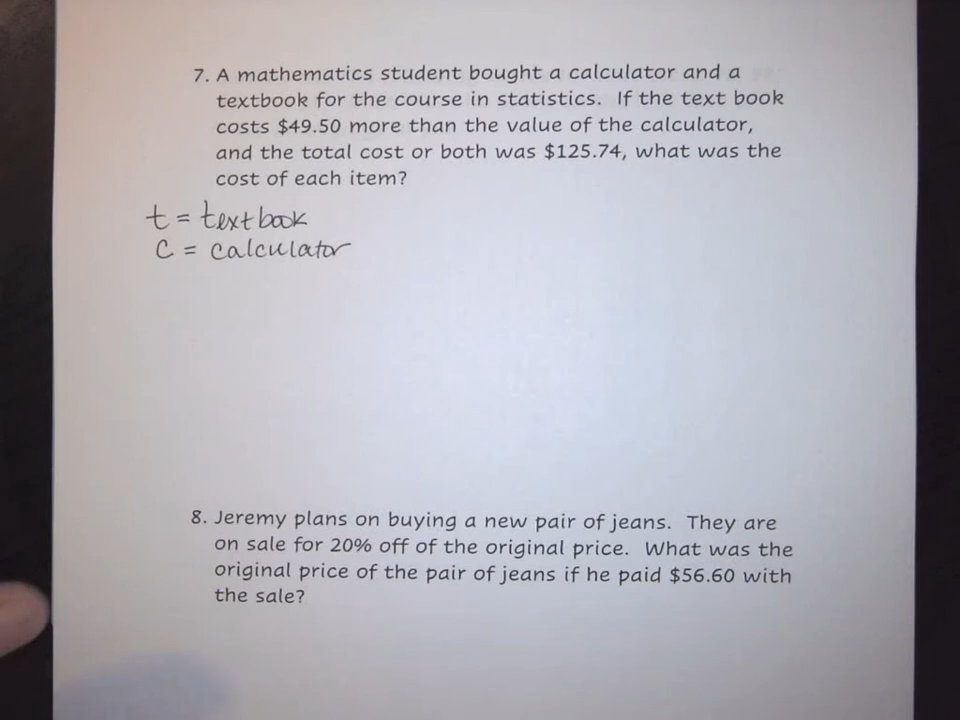 7. A mathematics student bought a calculator and a
textbook for the course in statistics. If the text book
costs $49.50 more than the value of the calculator,
and the total cost or both was $125.74, what was the
cost of each item?
t = textbook
c = calculator
8. Jeremy plans on buying a new pair of jeans. They are
on sale for 20% off of the original price. What was the
original price of the pair of jeans if he paid $56.60 with
the sale?